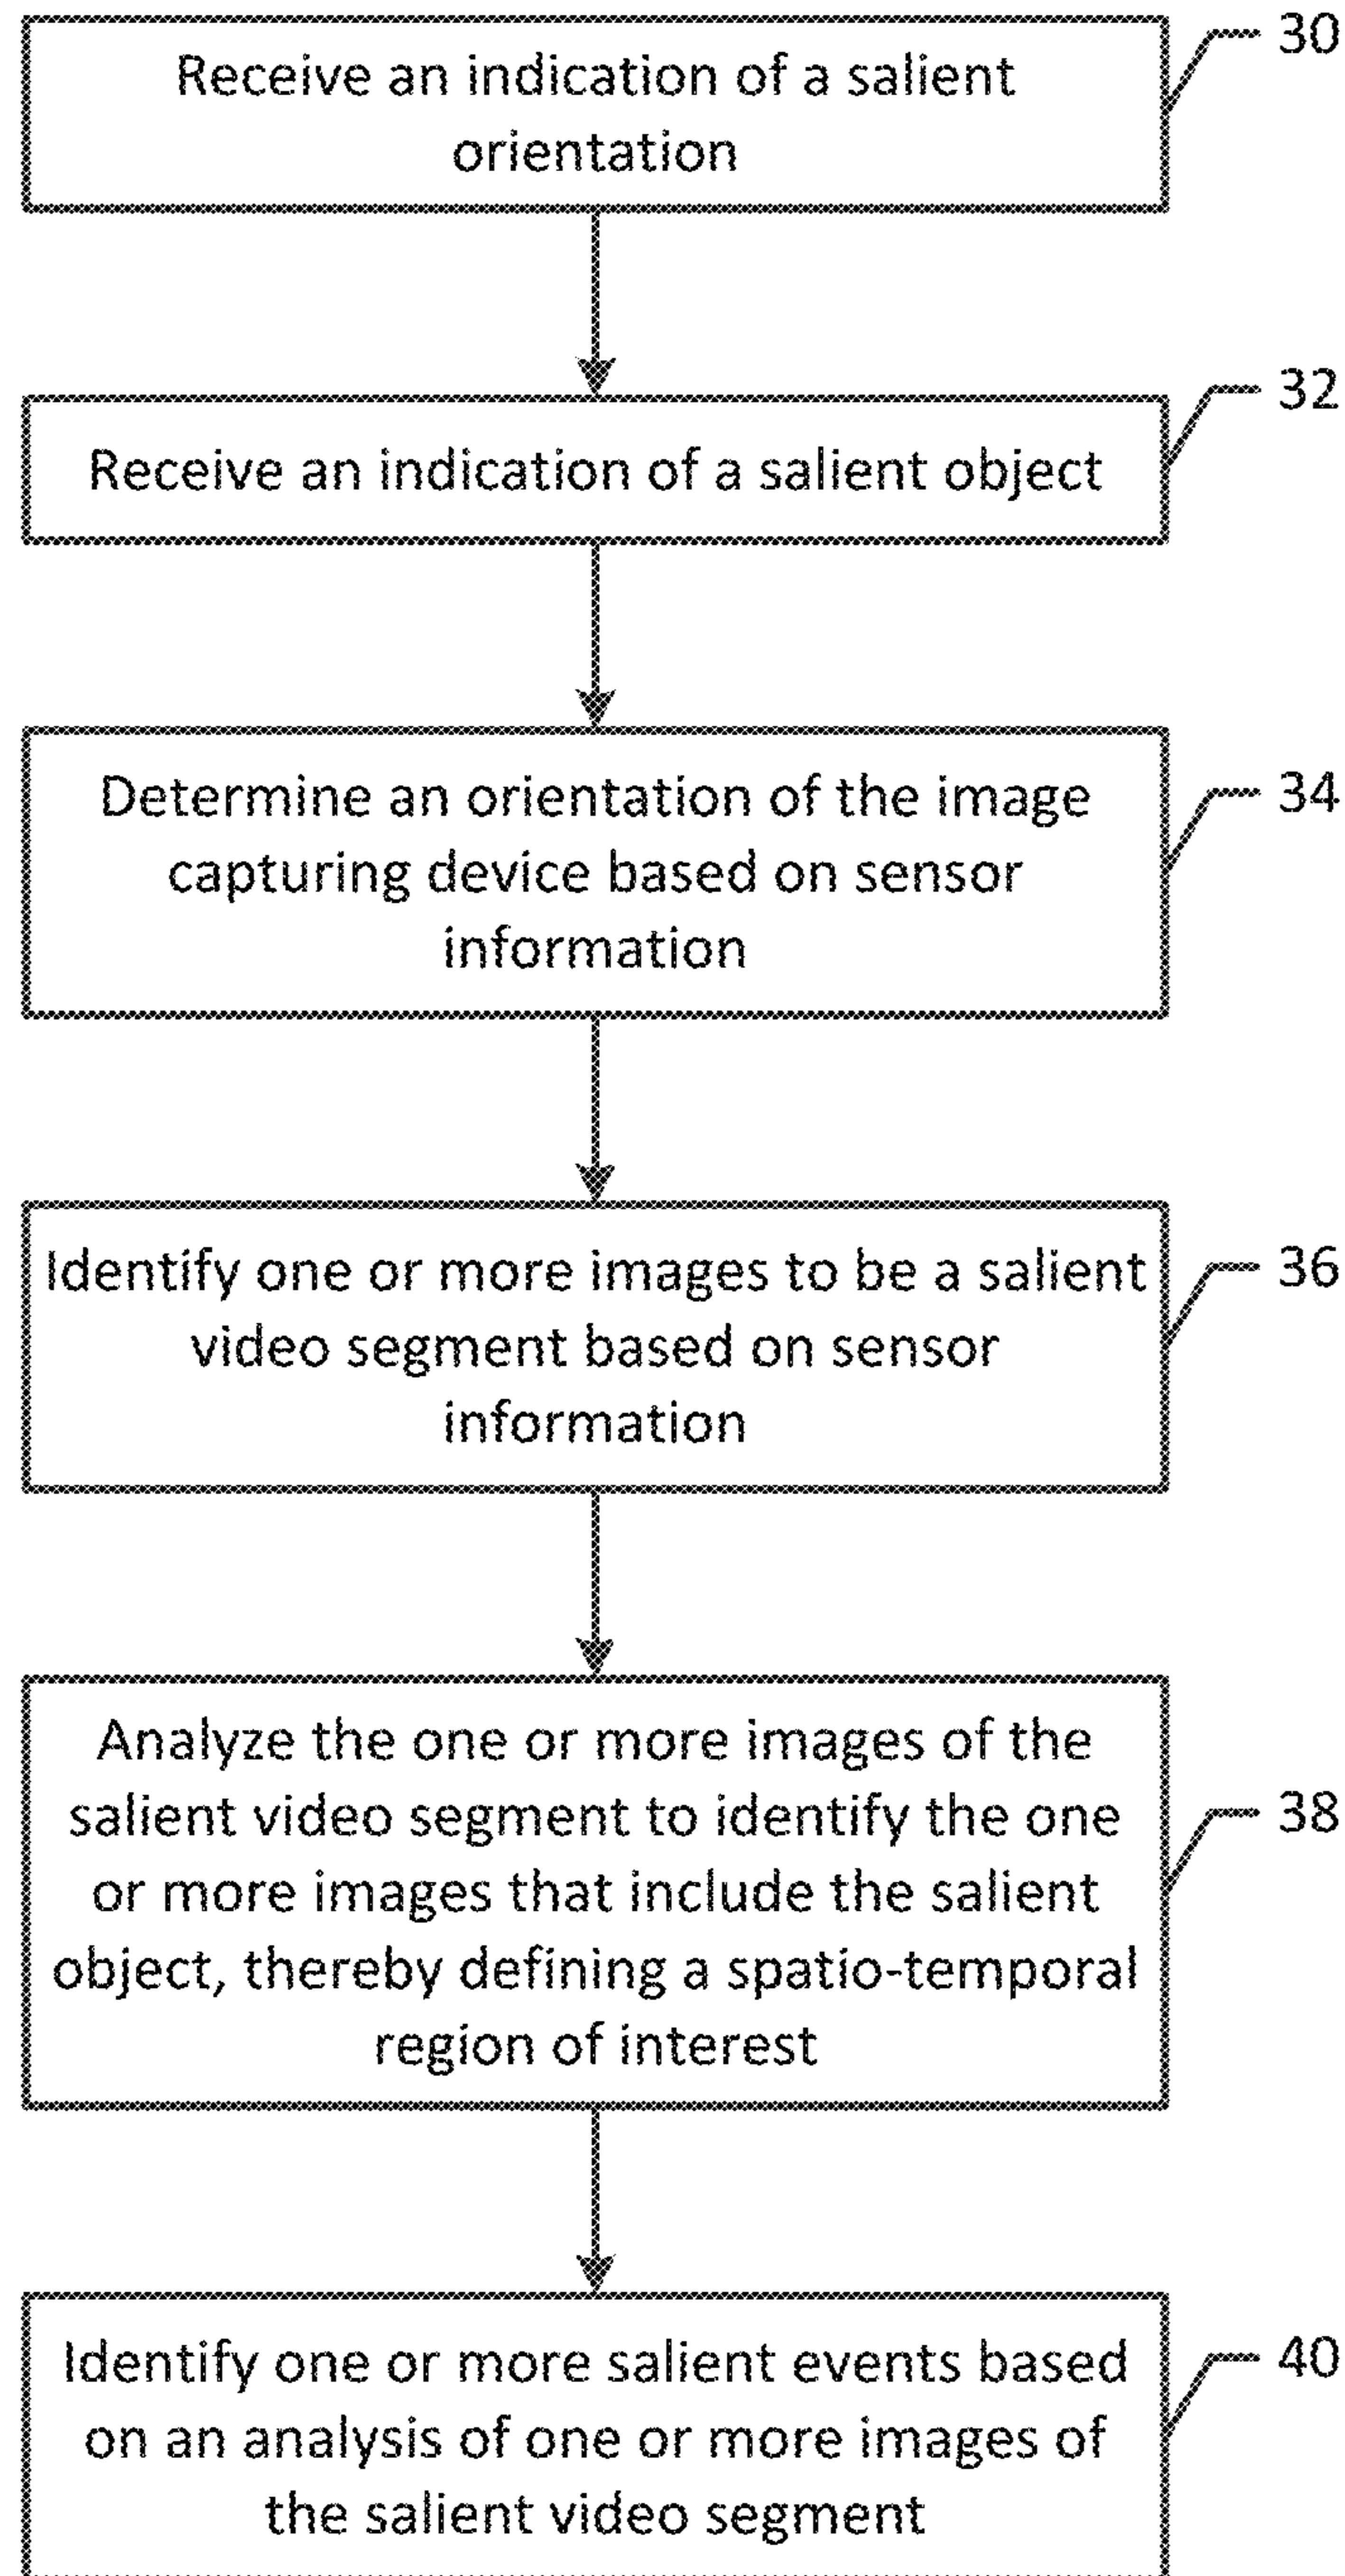 30
Receive an indication of a salient
orientation
32
Receive an indication of a salient object
34
Determine an orientation of the image
capturing device based on sensor
information
36
Identify one or more images to be a salient
video segment based on sensor
information
38
Analyze the one or more images of the
salient video segment to identify the one
or more images that include the salient
object, thereby defining a spatio-temporal
region of interest
40
Identify one or more salient events based
on an analysis of one or more images of
the salient video segment